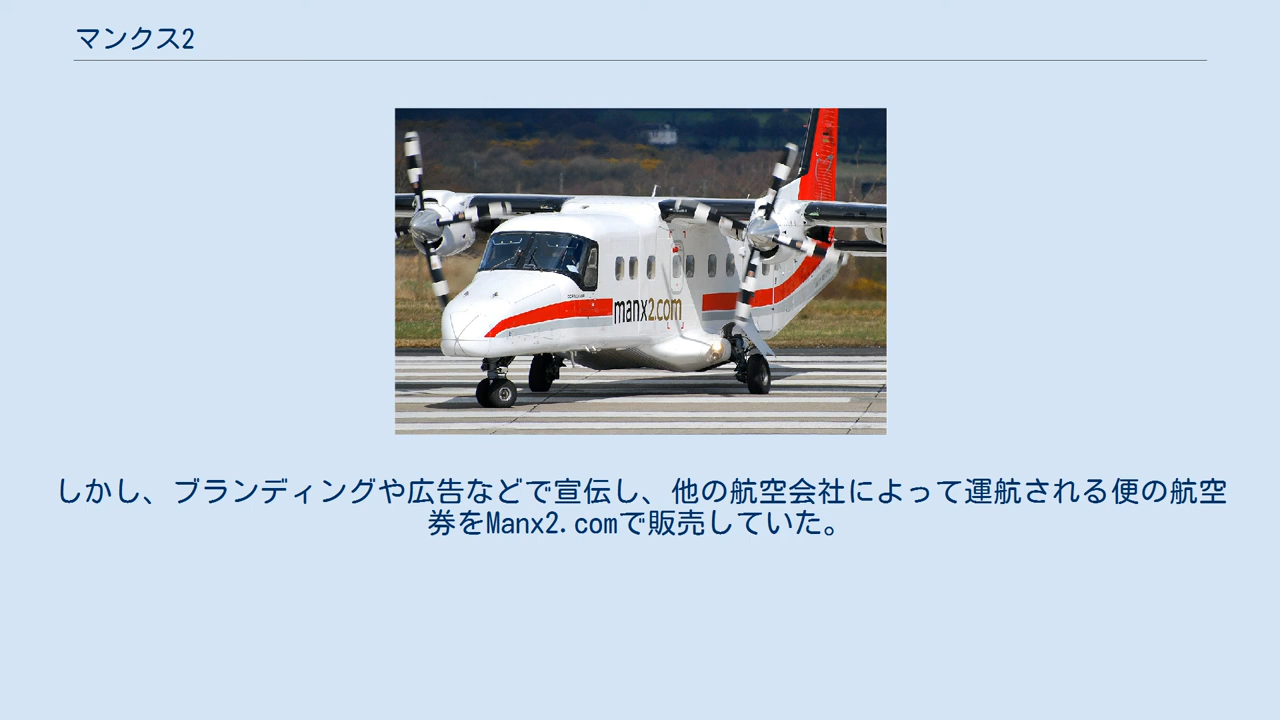 マンクス2
manx2.com
しかし、ブランディングや広告などで宣伝し、他の航空会社によって運航される便の航空
券をManx2.comで販売していた。